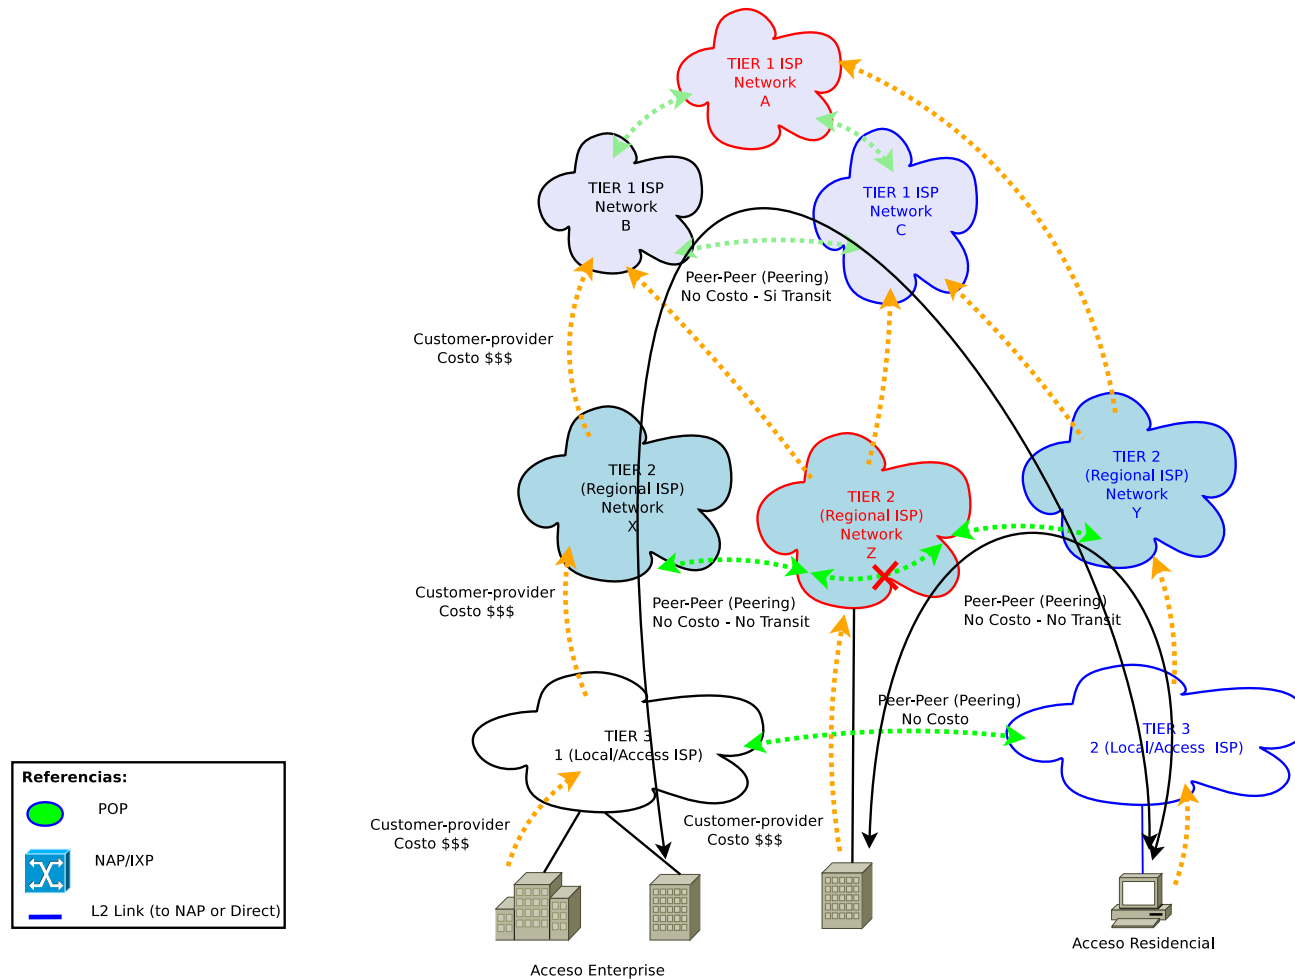 TIER 1 ISP
Network
A
TIER 1 ISP
Network
B
TIER 1 ISP
Network
C
Peer-Peer (Peering)
No Costo - Si Transit
Customer-provider
Costo $$$
TIER 2
(Regional ISP)
Network
X
TIER 2
(Regional ISP)
Network
Z
TIER 2
(Regional ISP)
Network
Y
Customer-provider
Costo $$$
Peer-Peer (Peering)
No Costo - No Transit
Peer-Peer (Peering)
No Costo - No Transit
Peer-Peer (Peering)
No Costo
TIER 3
1 (Local/Access ISP)
TIER 3
2 (Local/Access ISP)
Customer-provider
Costo $$$
Customer-provider
Costo $$$
Referencias:
POP
NAP/IXP
L2 Link (to NAP or Direct)
Acceso Enterprise
Acceso Residencial